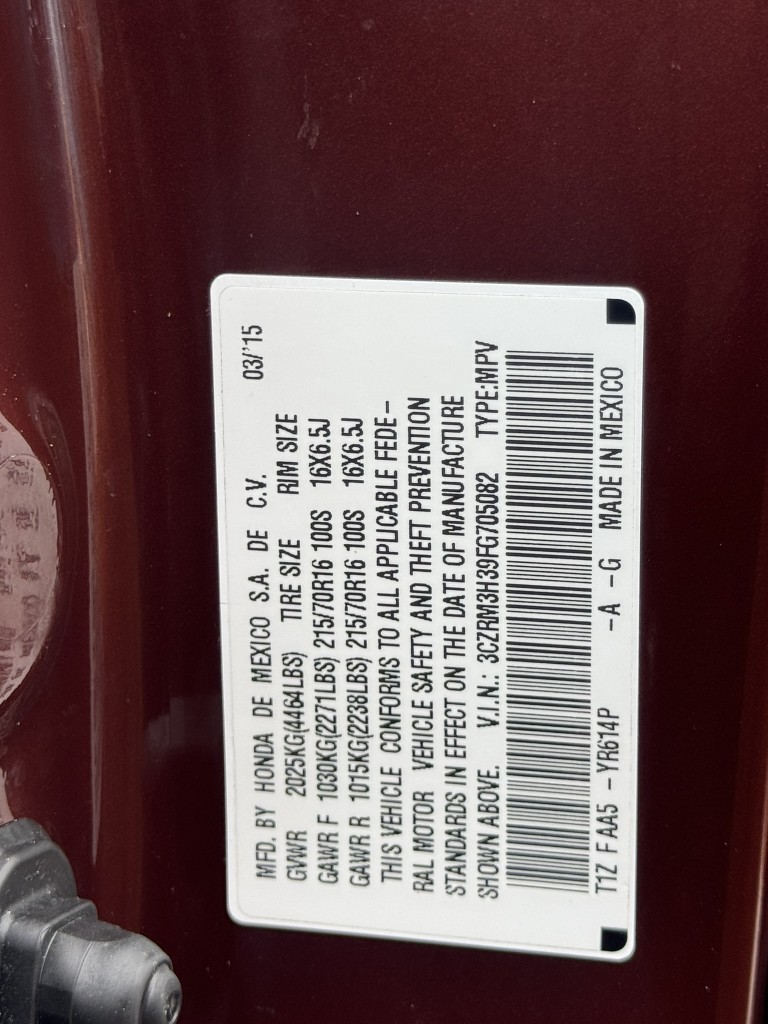 MFD. BY HONDA DE MEXICO S.A. DE C.V. 03/'15
GVWR 2025KG(4464LBS) TIRE SIZE RIM SIZE
GAWR F 1030KG(2271LBS) 215/70R16 100S 16X6.5J
GAWR R 1015KG(2238LBS) 215/70R16 100S 16X6.5J
THIS VEHICLE CONFORMS TO ALL APPLICABLE FEDE-
RAL MOTOR VEHICLE SAFETY AND THEFT PREVENTION
STANDARDS IN EFFECT ON THE DATE OF MANUFACTURE
SHOWN ABOVE. V.I.N.: 3CZRM3H39FG705082 TYPE:MPV
T1Z F AA5 -YR614P -A -G MADE IN MEXICO